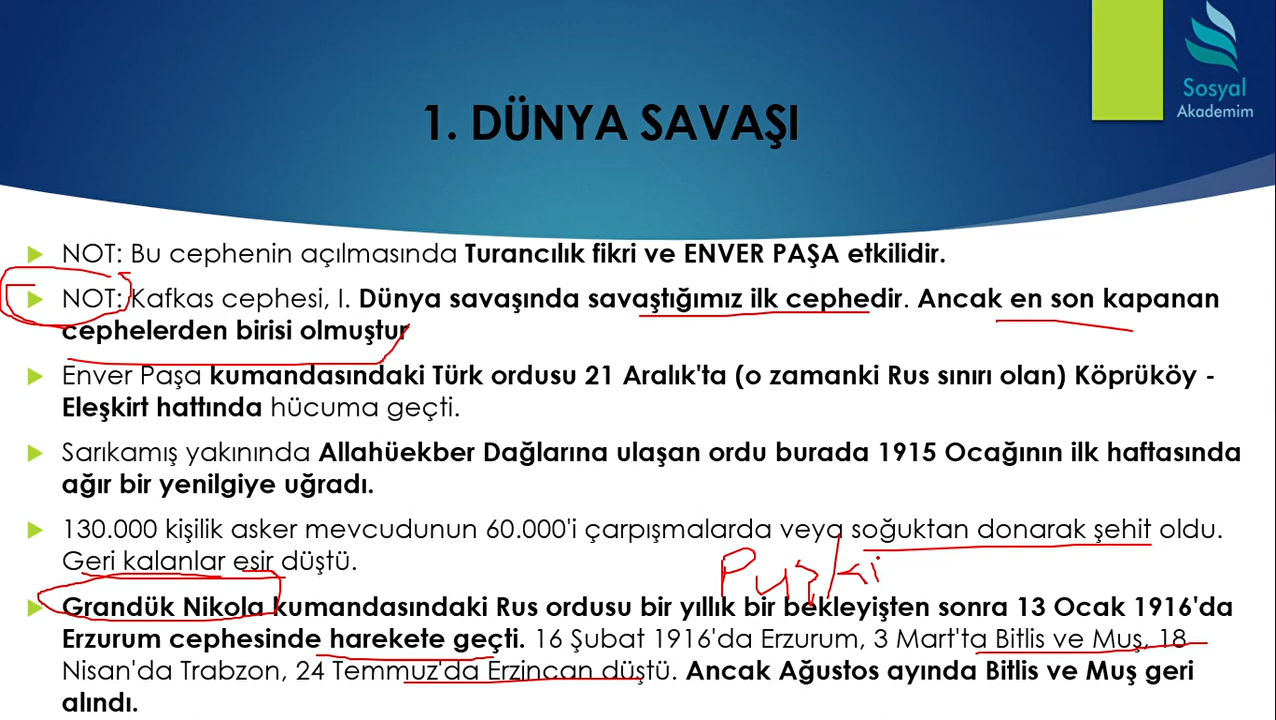 Sosyal
Akademim
1. DÜNYA SAVAŞI
NOT: Bu cephenin açılmasında Turancılık fikri ve ENVER PAŞA etkilidir.
NOT: Kafkas cephesi, I. Dünya savaşında savaştığımız ilk cephedir. Ancak en son kapanan
cephelerden birisi olmuştur
Enver Paşa kumandasındaki Türk ordusu 21 Aralık'ta (o zamanki Rus sınırı olan) Köprüköy -
Eleşkirt hattında hücuma geçti.
Sarıkamış yakınında Allahüekber Dağlarına ulaşan ordu burada 1915 Ocağının ilk haftasında
ağır bir yenilgiye uğradı.
130.000 kişilik asker mevcudunun 60.000'i çarpışmalarda veya soğuktan donarak şehit oldu.
Geri kalanlar esir düştü.
Grandük Nikola kumandasındaki Rus ordusu bir yıllık bir bekleyişten sonra 13 Ocak 1916'da
Erzurum cephesinde harekete geçti. 16 Şubat 1916'da Erzurum, 3 Mart'ta Bitlis ve Muş, 18
Nisan'da Trabzon, 24 Temmuz'da Erzincan düştü. Ancak Ağustos ayında Bitlis ve Muş geri
alındı.